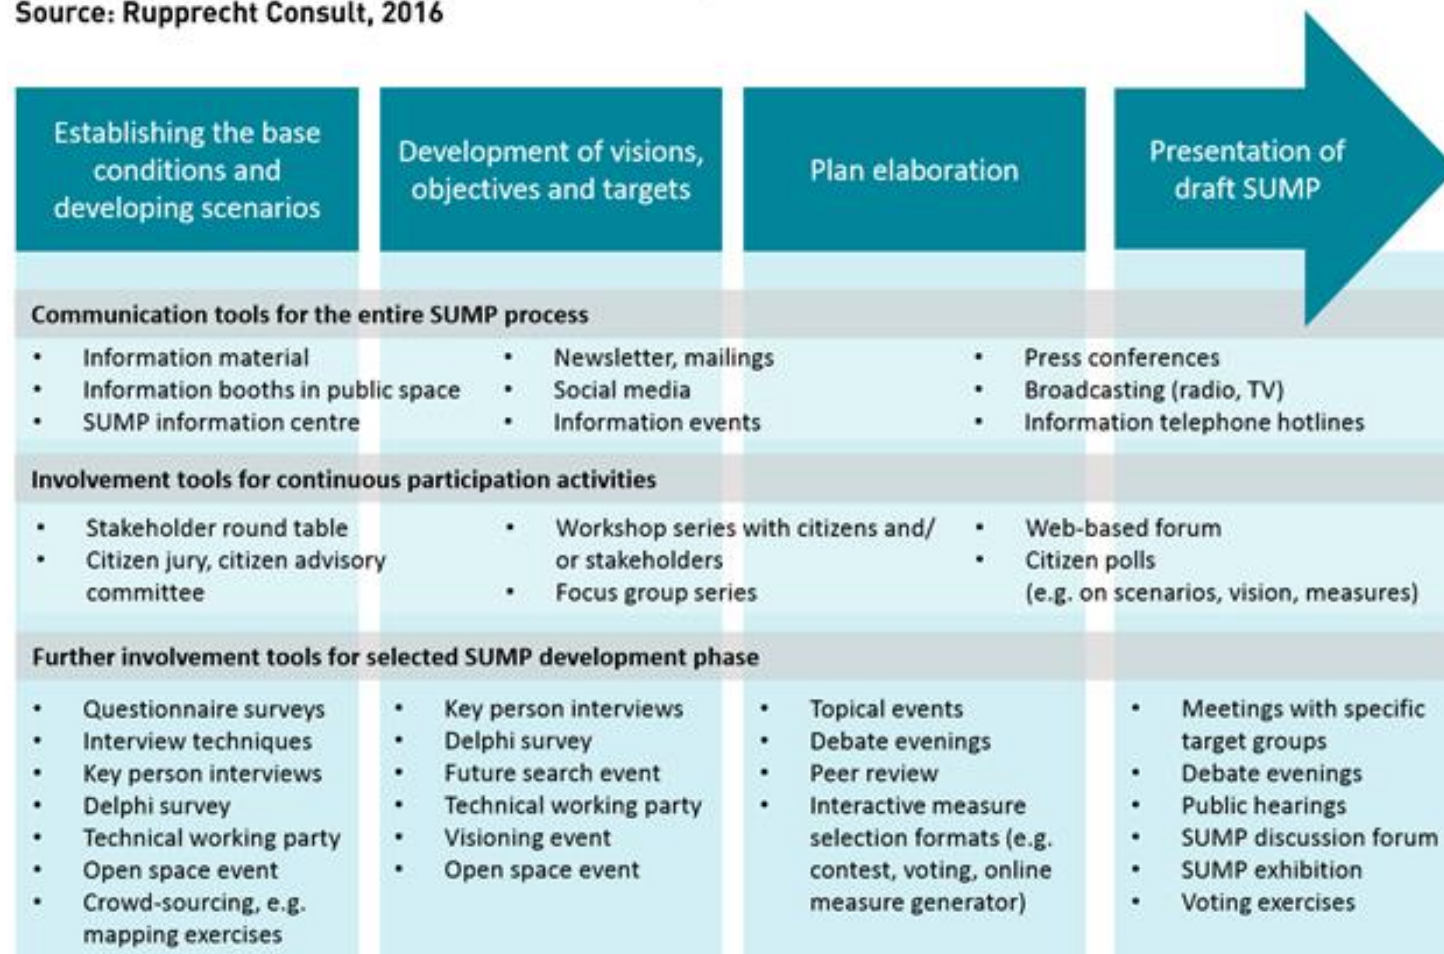 Source: Rupprecht Consult, 2016
Establishing the base
conditions and
developing scenarios
Development of visions,
objectives and targets
Plan elaboration
Presentation of
draft SUMP
Communication tools for the entire SUMP process
• Information material
• Information booths in public space
• SUMP information centre
• Newsletter, mailings
• Social media
• Information events
• Press conferences
• Broadcasting (radio, TV)
• Information telephone hotlines
Involvement tools for continuous participation activities
• Stakeholder round table
• Citizen jury, citizen advisory
committee
• Workshop series with citizens and/
or stakeholders
• Focus group series
• Web-based forum
• Citizen polls
(e.g. on scenarios, vision, measures)
Further involvement tools for selected SUMP development phase
• Questionnaire surveys
• Interview techniques
• Key person interviews
• Delphi survey
• Technical working party
• Open space event
• Crowd-sourcing, e.g.
mapping exercises
• Key person interviews
• Delphi survey
• Future search event
• Technical working party
• Visioning event
• Open space event
• Topical events
• Debate evenings
• Peer review
• Interactive measure
selection formats (e.g.
contest, voting, online
measure generator)
• Meetings with specific
target groups
• Debate evenings
• Public hearings
• SUMP discussion forum
• SUMP exhibition
• Voting exercises